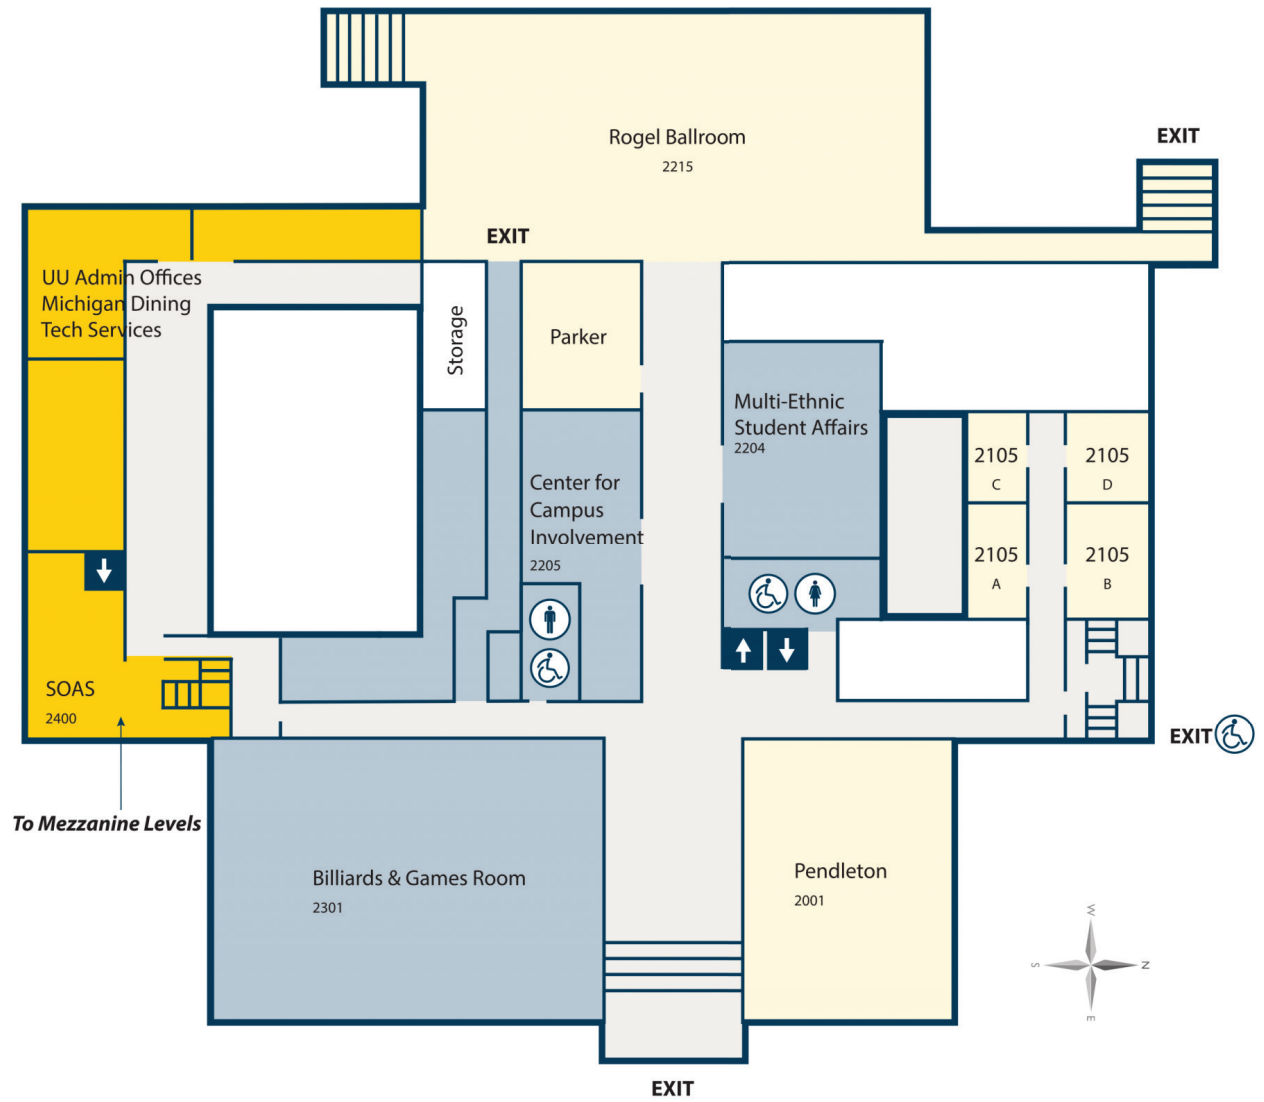 Rogel Ballroom
2215
EXIT
EXIT
UU Admin Offices
Michigan Dining
Tech Services
Storage
Parker
Multi-Ethnic
Student Affairs
2204
Center for
Campus
Involvement
2205
2105
C
2105
D
2105
A
2105
B
SOAS
2400
EXIT
To Mezzanine Levels
Billiards & Games Room
2301
Pendleton
2001
W
S
N
E
EXIT